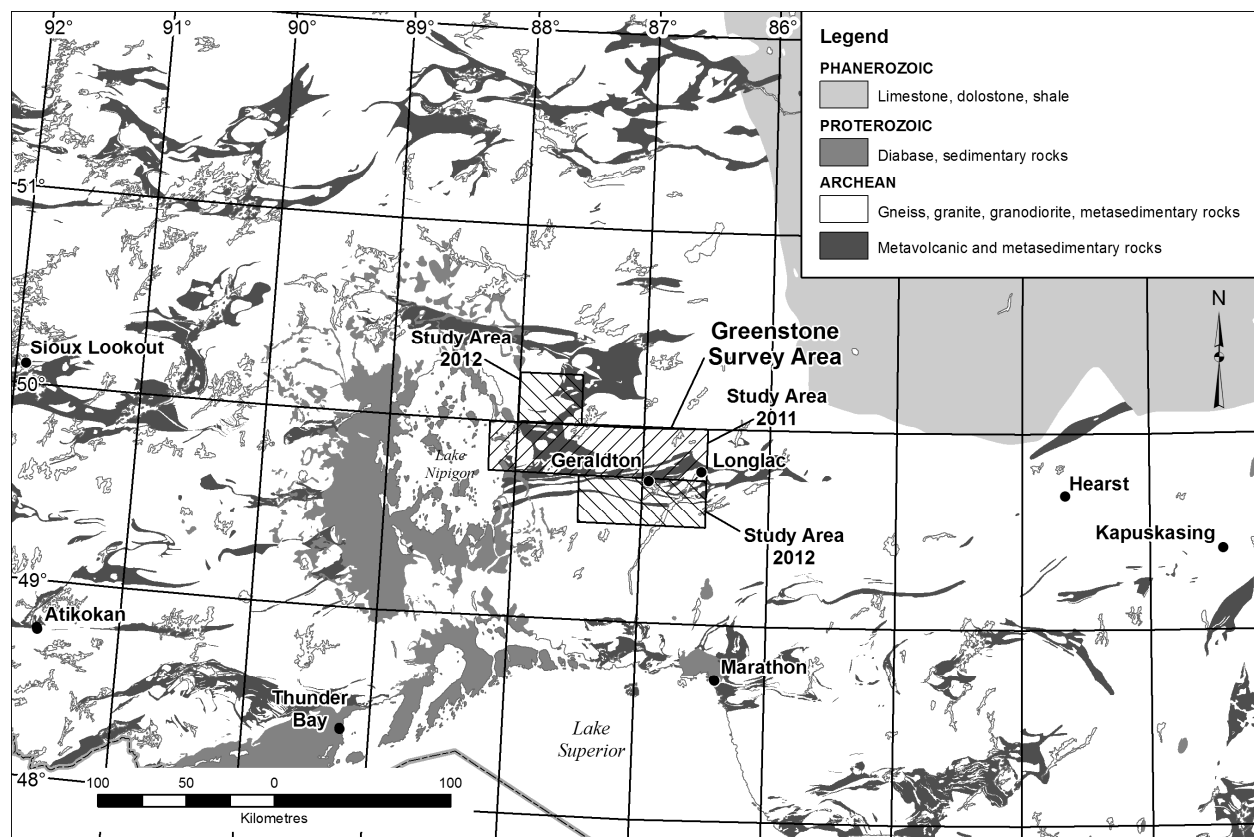 92° 91° 90° 89° 88° 87° 86°
Legend
PHANEROZOIC
Limestone, dolostone, shale
PROTEROZOIC
Diabase, sedimentary rocks
ARCHEAN
Gneiss, granite, granodiorite, metasedimentary rocks
Metavolcanic and metasedimentary rocks
51°
N
Greenstone
Survey Area
Study Area
2012
Sioux Lookout
50°
Study Area
2011
Lake
Nipigon
Geraldton
Longlac
Hearst
Kapuskasing
Study Area
2012
49°
Atikokan
Marathon
Thunder
Bay
Lake
Superior
48°
100 50 0 100
Kilometres